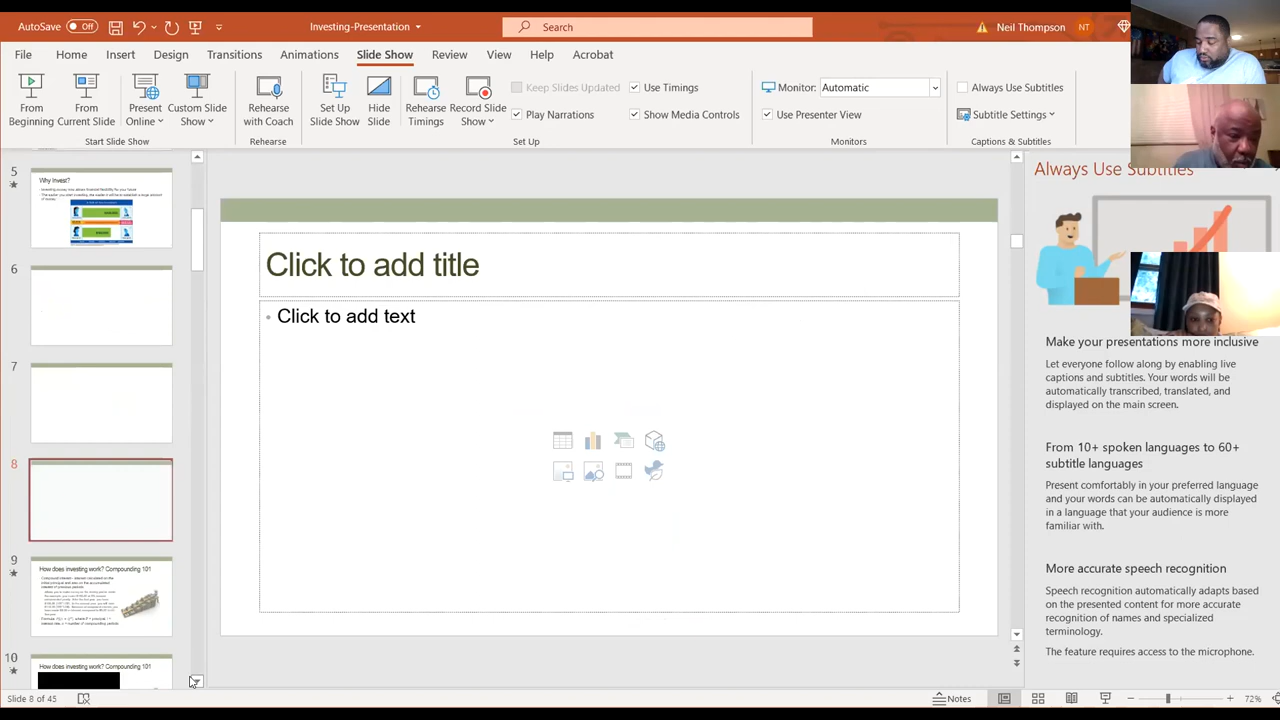 AutoSave Off Investing-Presentation Search Neil Thompson NT
File Home Insert Design Transitions Animations Slide Show Review View Help Acrobat
From Beginning
From Current Slide
Present Online
Custom Slide Show
Rehearse with Coach
Set Up Slide Show
Hide Slide
Rehearse Timings
Record Slide Show
Keep Slides Updated
Use Timings
Play Narrations
Show Media Controls
Monitor: Automatic
Use Presenter View
Always Use Subtitles
Subtitle Settings
Start Slide Show Rehearse Set Up Monitors Captions & Subtitles
5
Why invest?
6
7
8
9
How does investing work? Compounding 101
10
How does investing work? Compounding 101
Click to add title
• Click to add text
Always Use Subtitles
Make your presentations more inclusive
Let everyone follow along by enabling live
captions and subtitles. Your words will be
automatically transcribed, translated, and
displayed on the main screen.
From 10+ spoken languages to 60+
subtitle languages
Present comfortably in your preferred language
and your words can be automatically displayed
in a language that your audience is more
familiar with.
More accurate speech recognition
Speech recognition automatically adapts based
on the presented content for more accurate
recognition of names and specialized
terminology.
The feature requires access to the microphone.
Slide 8 of 45 Notes 72%